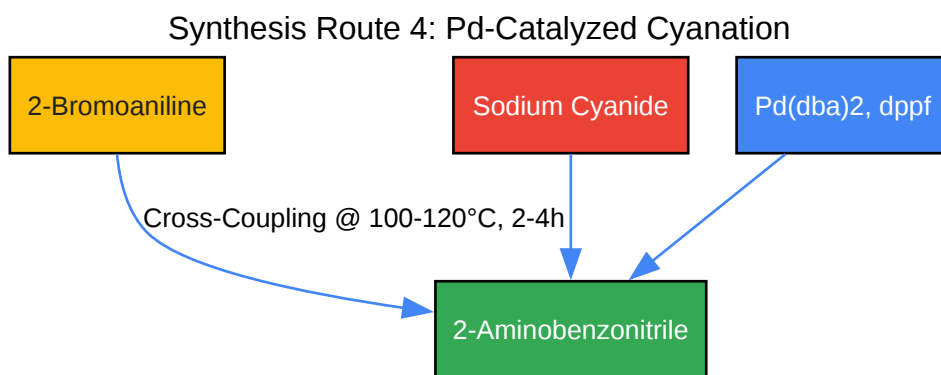 Synthesis Route 4: Pd-Catalyzed Cyanation
2-Bromoaniline
Sodium Cyanide
Pd(dba)2, dppf
Cross-Coupling @ 100-120°C, 2-4h
2-Aminobenzonitrile